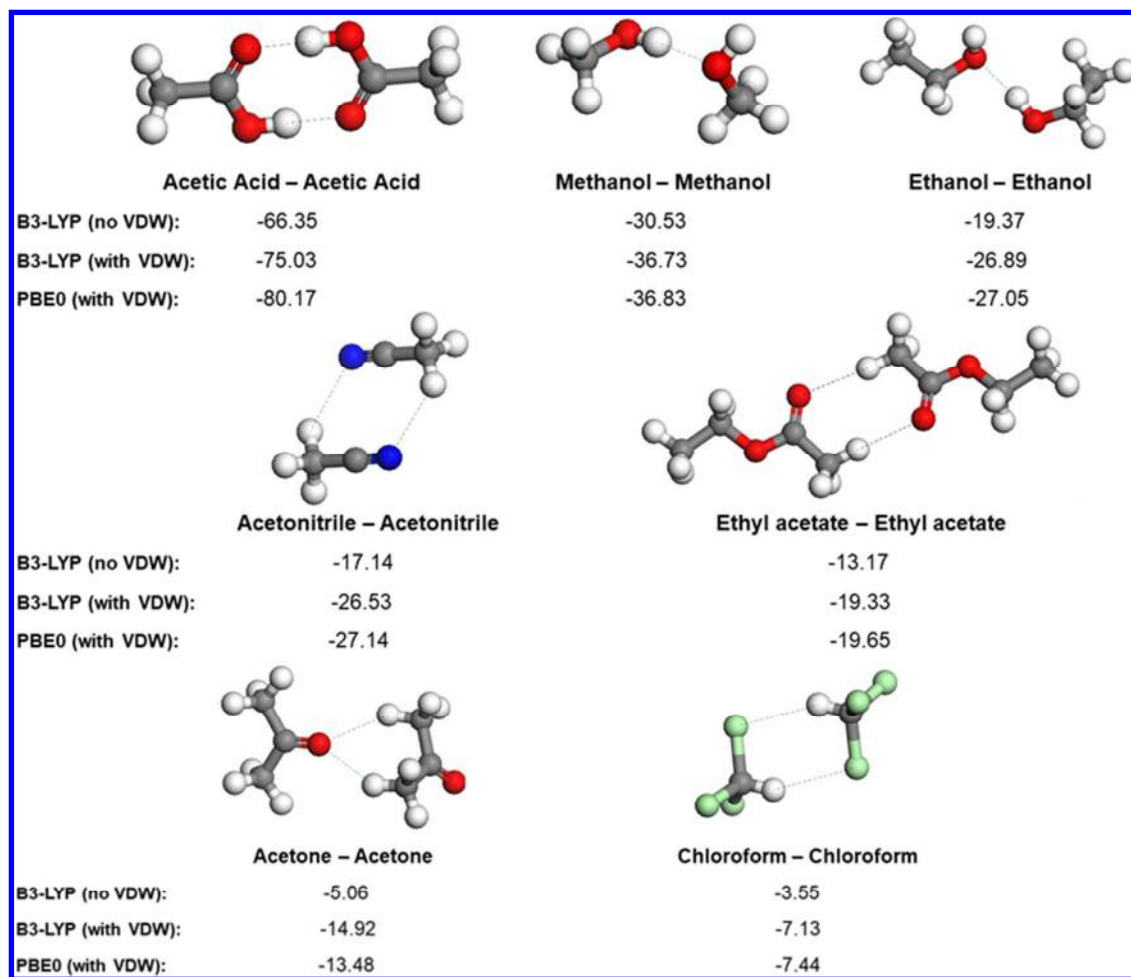 Acetic Acid – Acetic Acid Methanol – Methanol Ethanol – Ethanol
B3-LYP (no VDW): -66.35 -30.53 -19.37
B3-LYP (with VDW): -75.03 -36.73 -26.89
PBE0 (with VDW): -80.17 -36.83 -27.05
Acetonitrile – Acetonitrile Ethyl acetate – Ethyl acetate
B3-LYP (no VDW): -17.14 -13.17
B3-LYP (with VDW): -26.53 -19.33
PBE0 (with VDW): -27.14 -19.65
Acetone – Acetone Chloroform – Chloroform
B3-LYP (no VDW): -5.06 -3.55
B3-LYP (with VDW): -14.92 -7.13
PBE0 (with VDW): -13.48 -7.44